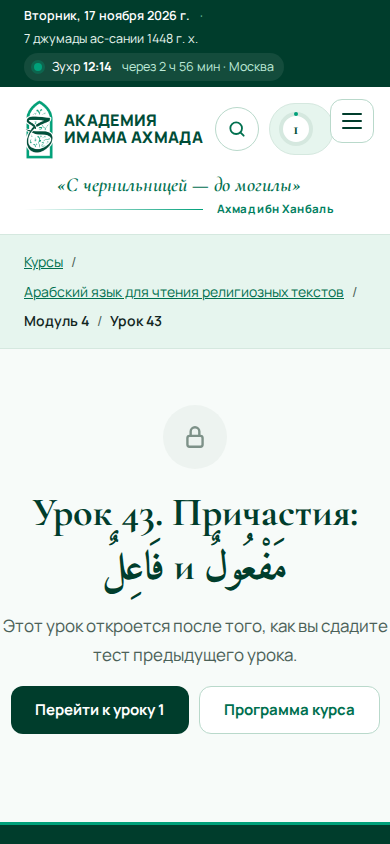 Вторник, 17 ноября 2026 г. ·
7 джумады ас-сании 1448 г. х.
Зухр 12:14 через 2 ч 56 мин · Москва
АКАДЕМИЯ
ИМАМА АХМАДА
1
«С чернильницей — до могилы»
Ахмад ибн Ханбаль
Курсы /
Арабский язык для чтения религиозных текстов /
Модуль 4 / Урок 43
Урок 43. Причастия:
فَاعِلٌ и مَفْعُولٌ
Этот урок откроется после того, как вы сдадите
тест предыдущего урока.
Перейти к уроку 1
Программа курса